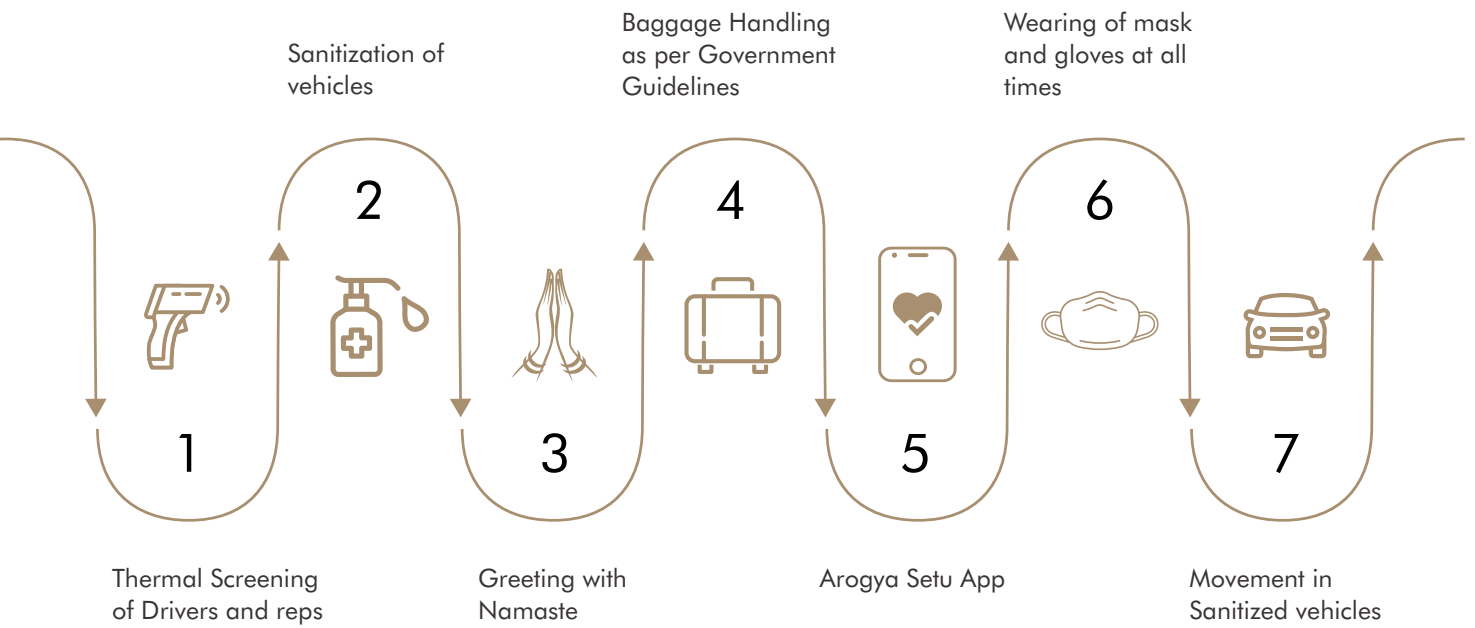 1
Thermal Screening
of Drivers and reps
Sanitization of
vehicles
2
3
Greeting with
Namaste
Baggage Handling
as per Government
Guidelines
4
5
Arogya Setu App
Wearing of mask
and gloves at all
times
6
7
Movement in
Sanitized vehicles